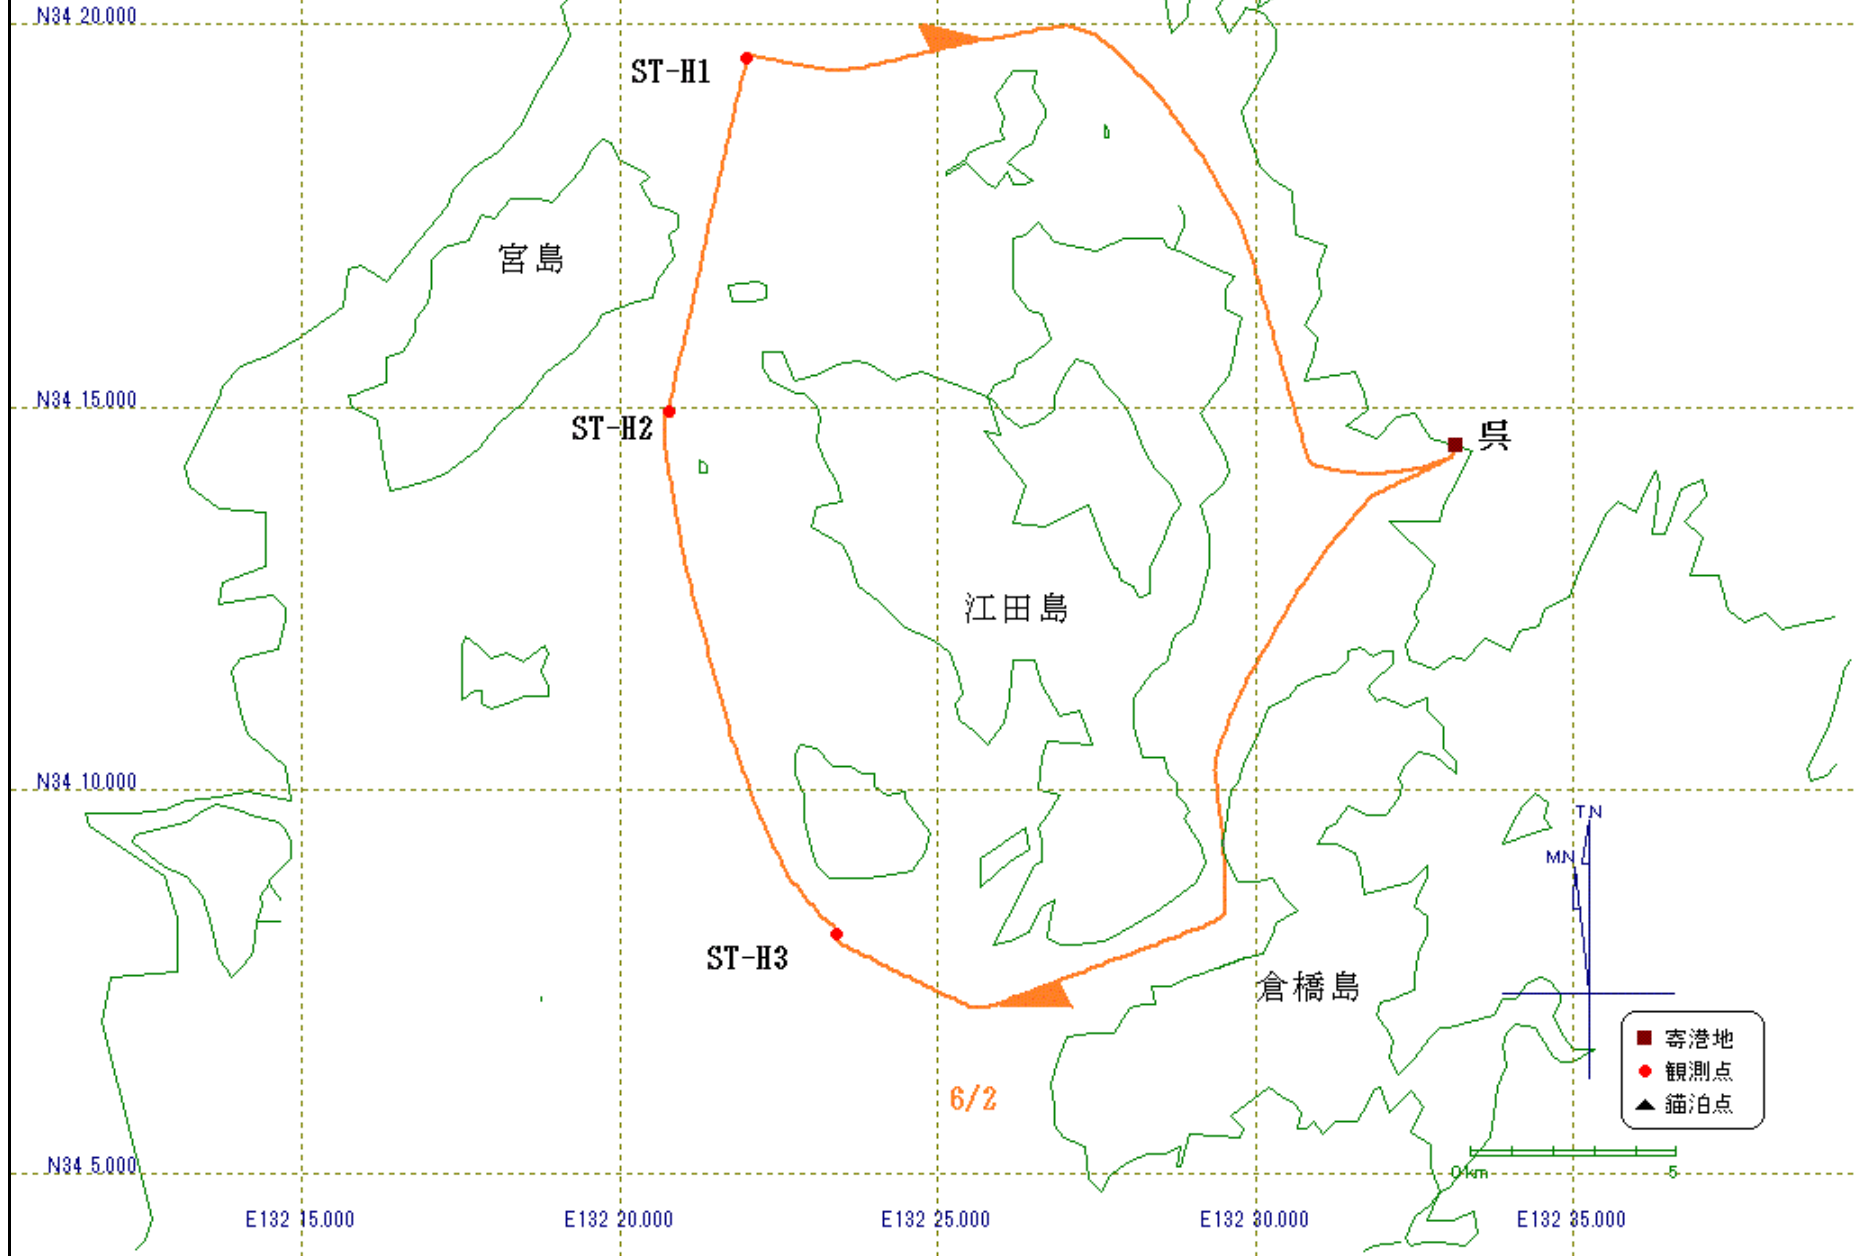 N34 20.000
ST-H1
宮島
N34 15.000
ST-H2
呉
江田島
N34 10.000
TN
MN
ST-H3
倉橋島
寄港地
観測点
錨泊点
6/2
N34 5.000
0km 5
E132 15.000 E132 20.000 E132 25.000 E132 30.000 E132 35.000